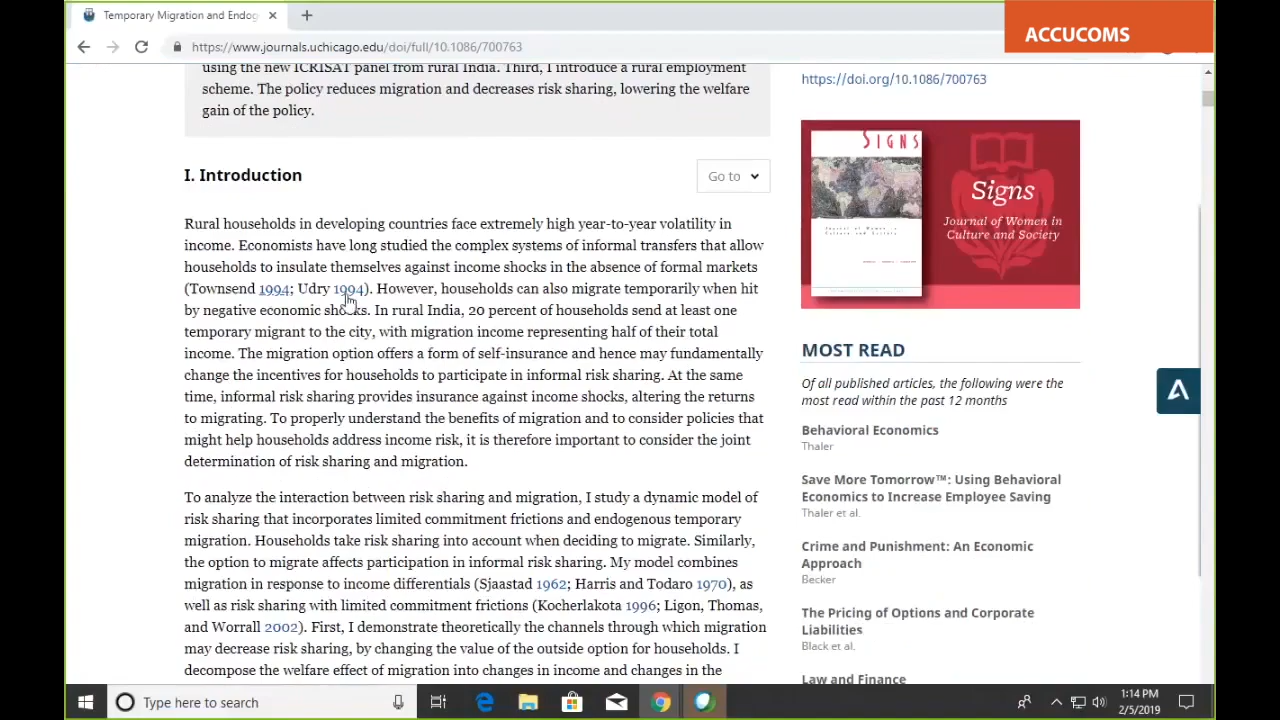 Temporary Migration and Endog
ACCUCOMS
https://www.journals.uchicago.edu/doi/full/10.1086/700763
using the new ICRISAT panel from rural India. Third, I introduce a rural employment
scheme. The policy reduces migration and decreases risk sharing, lowering the welfare
gain of the policy.
I. Introduction
Go to
Rural households in developing countries face extremely high year-to-year volatility in
income. Economists he long studied the complex systems of informal transfers that allow
households to insulate themselves against income shocks in the absence of formal markets
(Townsend 1994; Udry 1994). However, households can also migrate temporarily when hit
by negative economic shocks. In rural India, 20 percent of households send at least one
temporary migrant to the city, with migration income representing half of their total
income. The migration option offers a form of self-insurance and hence may fundamentally
change the incentives for households to participate in informal risk sharing. At the same
time, informal risk sharing provides insurance against income shocks, altering the returns
to migrating. To properly understand the benefits of migration and to consider policies that
might help households address income risk, it is therefore important to consider the joint
determination of risk sharing and migration.
To analyze the interaction between risk sharing and migration, I study a dynamic model of
risk sharing that incorporates limited commitment frictions and endogenous temporary
migration. Households take risk sharing into account when deciding to migrate. Similarly,
the option to migrate affects participation in informal risk sharing. My model combines
migration in response to income differentials (Sjaastad 1962; Harris and Todaro 1970), as
well as risk sharing with limited commitment frictions (Kocherlakota 1996; Ligon, Thomas,
and Worrall 2002). First, I demonstrate theoretically the channels through which migration
may decrease risk sharing, by changing the value of the outside option for households. I
decompose the welfare effect of migration into changes in income and changes in the
https://doi.org/10.1086/700763
SIGNS
Signs
Journal of Women in
Culture and Society
MOST READ
Of all published articles, the following were the
most read within the past 12 months
Behavioral Economics
Thaler
Save More Tomorrow™: Using Behavioral
Economics to Increase Employee Saving
Thaler et al.
Crime and Punishment: An Economic
Approach
Becker
The Pricing of Options and Corporate
Liabilities
Black et al.
Law and Finance
Type here to search
1:14 PM
2/5/2019